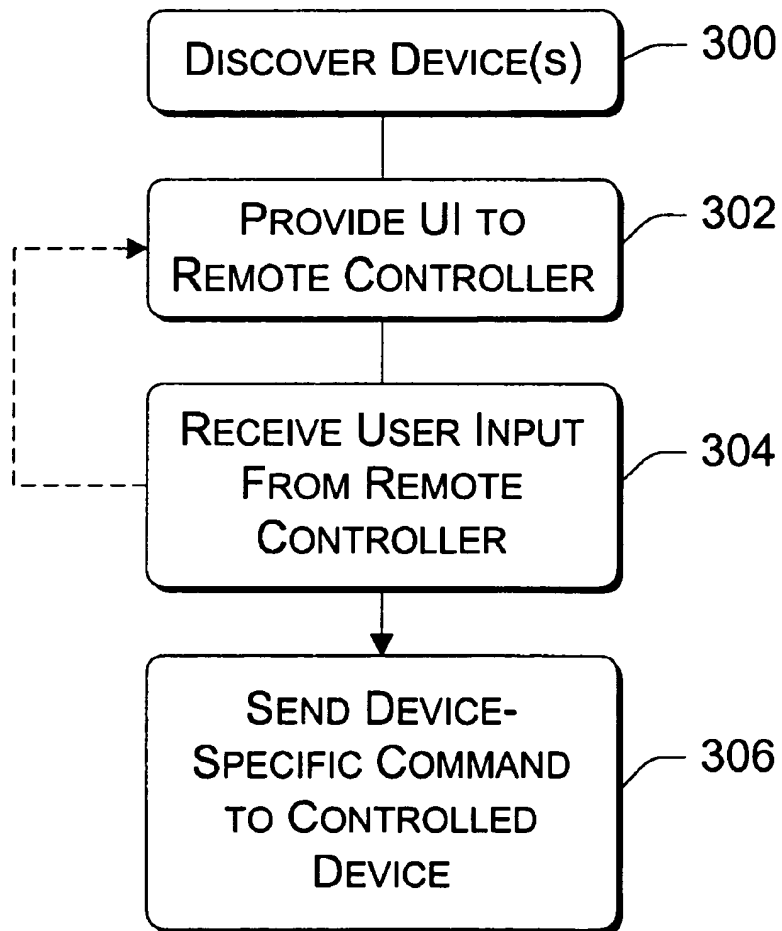 DISCOVER DEVICE(S)
300
PROVIDE UI TO
REMOTE CONTROLLER
302
RECEIVE USER INPUT
FROM REMOTE
CONTROLLER
304
SEND DEVICE-
SPECIFIC COMMAND
TO CONTROLLED
DEVICE
306